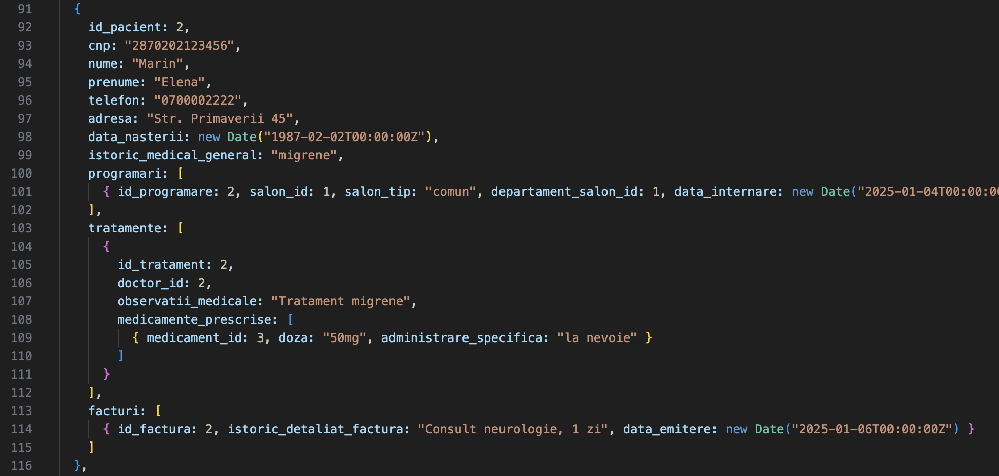 91 {
92 id_pacient: 2,
93 cnp: "2870202123456",
94 nume: "Marin",
95 prenume: "Elena",
96 telefon: "0700002222",
97 adresa: "Str. Primaverii 45",
98 data_nasterii: new Date("1987-02-02T00:00:00Z"),
99 istoric_medical_general: "migrene",
100 programari: [
101 { id_programare: 2, salon_id: 1, salon_tip: "comun", departament_salon_id: 1, data_internare: new Date("2025-01-04T00:00:00
102 ],
103 tratamente: [
104 {
105 id_tratament: 2,
106 doctor_id: 2,
107 observatii_medicale: "Tratament migrene",
108 medicamente_prescrise: [
109 { medicament_id: 3, doza: "50mg", administrare_specifica: "la nevoie" }
110 ]
111 }
112 ],
113 facturi: [
114 { id_factura: 2, istoric_detaliat_factura: "Consult neurologie, 1 zi", data_emitere: new Date("2025-01-06T00:00:00Z") }
115 ]
116 },